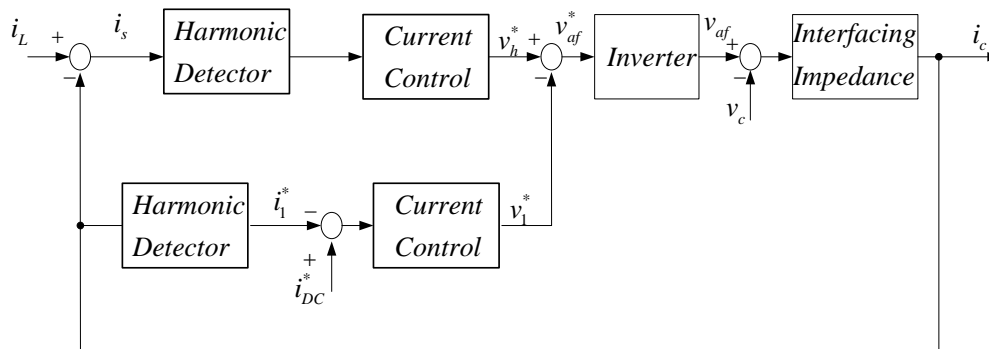 i_L
+
−
i_s
Harmonic
Detector
Current
Control
v_h^*
+
−
v_af^*
Inverter
v_af
+
−
v_c
Interfacing
Impedance
i_c
Harmonic
Detector
i_1^*
−
+
i_DC^*
Current
Control
v_1^*